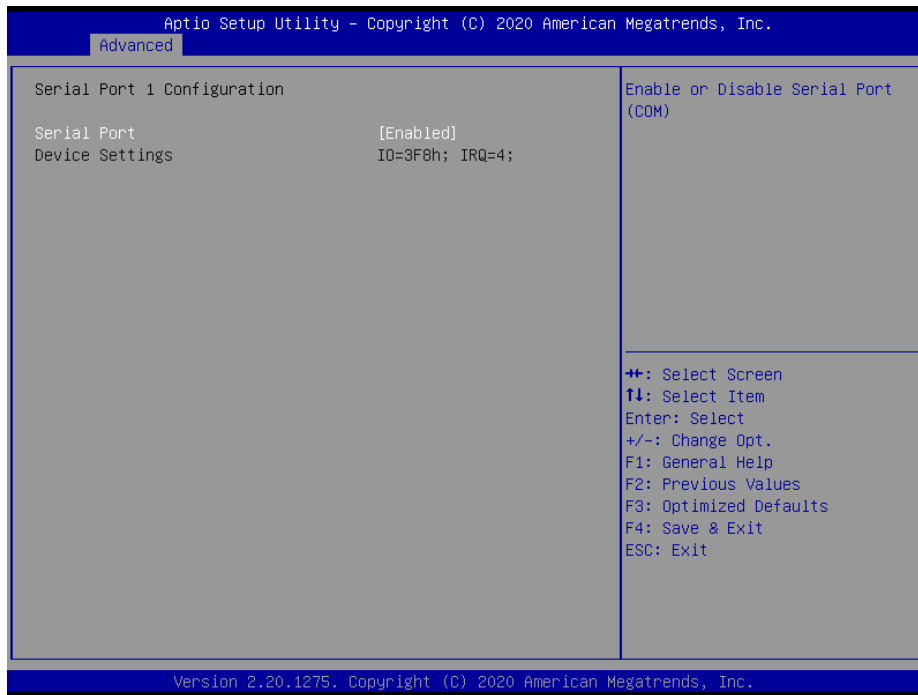 Aptio Setup Utility – Copyright (C) 2020 American Megatrends, Inc.
Advanced
Serial Port 1 Configuration
Serial Port [Enabled]
Device Settings IO=3F8h; IRQ=4;
Enable or Disable Serial Port
(COM)
→←: Select Screen
↑↓: Select Item
Enter: Select
+/-: Change Opt.
F1: General Help
F2: Previous Values
F3: Optimized Defaults
F4: Save & Exit
ESC: Exit
Version 2.20.1275. Copyright (C) 2020 American Megatrends, Inc.